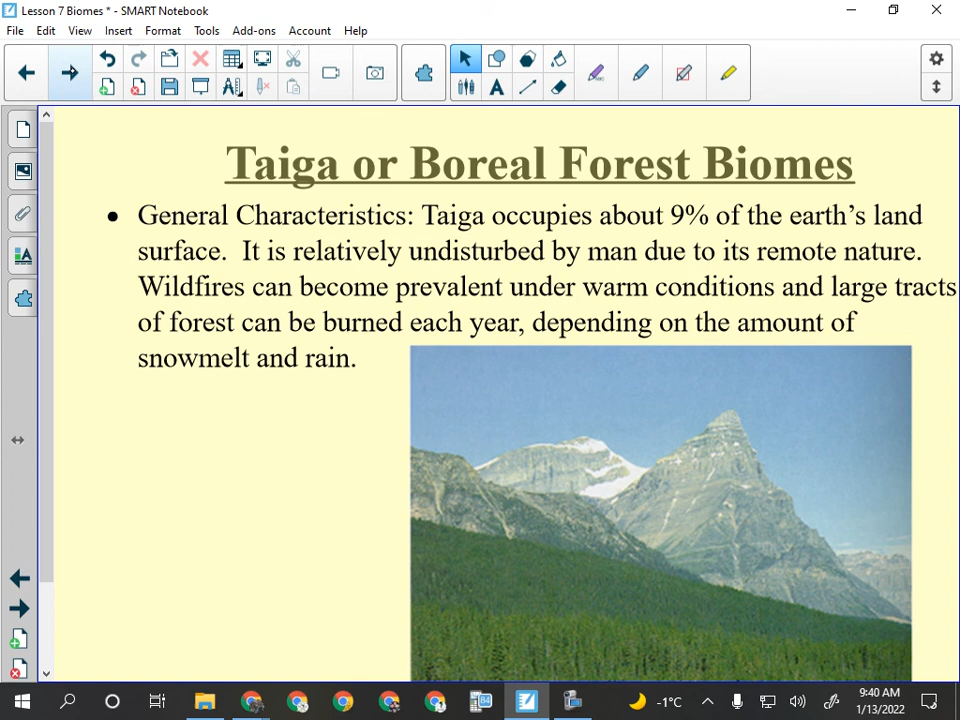 Lesson 7 Biomes * - SMART Notebook
File Edit View Insert Format Tools Add-ons Account Help
Taiga or Boreal Forest Biomes
• General Characteristics: Taiga occupies about 9% of the earth's land
surface. It is relatively undisturbed by man due to its remote nature.
Wildfires can become prevalent under warm conditions and large tracts
of forest can be burned each year, depending on the amount of
snowmelt and rain.
-1°C
9:40 AM
1/13/2022